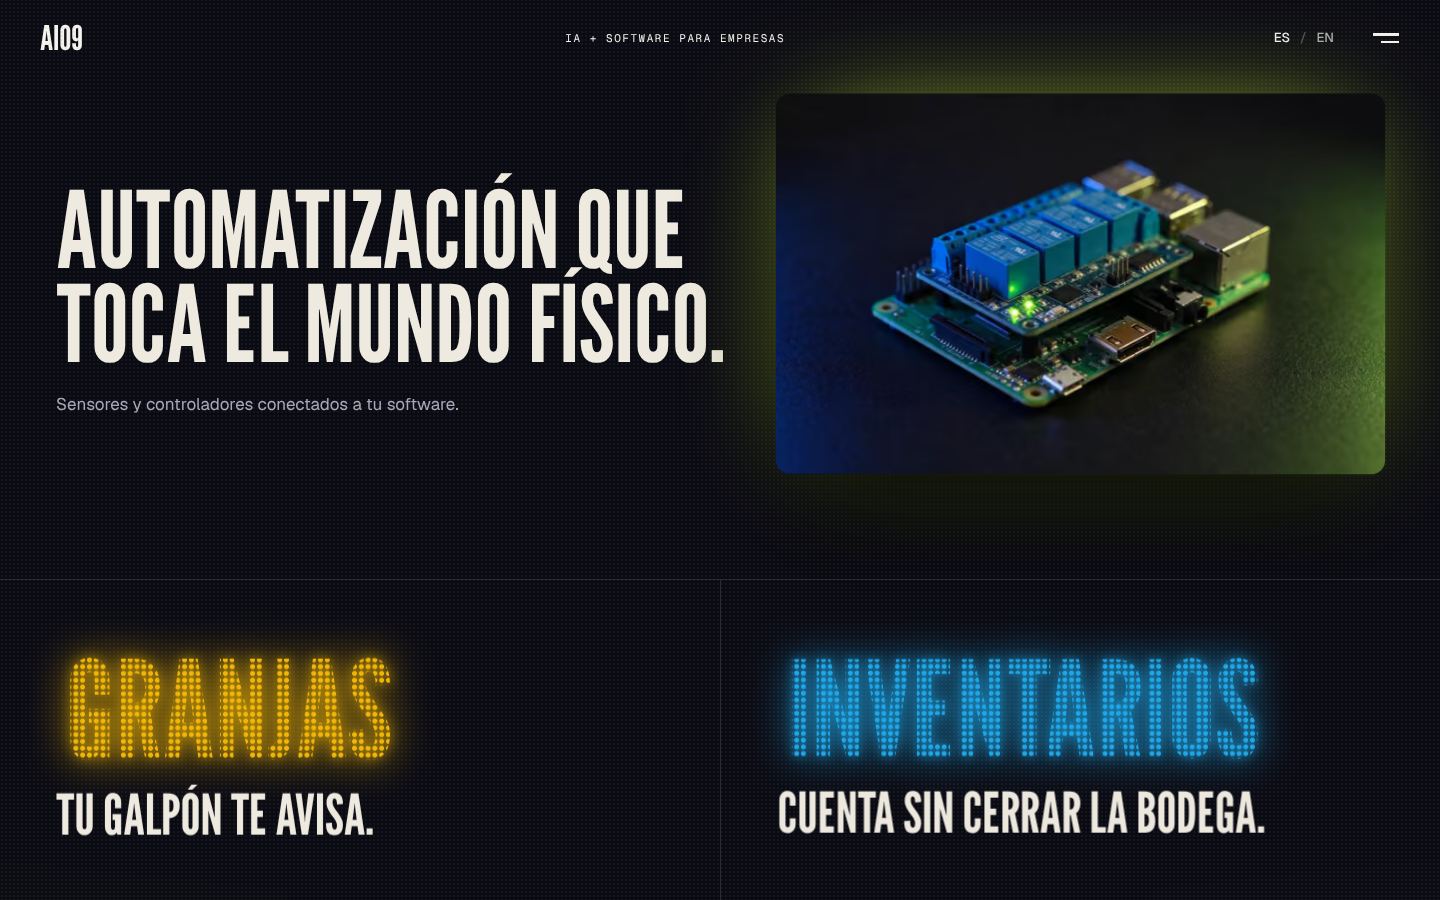 AI09
IA + SOFTWARE PARA EMPRESAS
ES / EN
AUTOMATIZACIÓN QUE
TOCA EL MUNDO FÍSICO.
Sensores y controladores conectados a tu software.
GRANJAS
TU GALPÓN TE AVISA.
INVENTARIOS
CUENTA SIN CERRAR LA BODEGA.